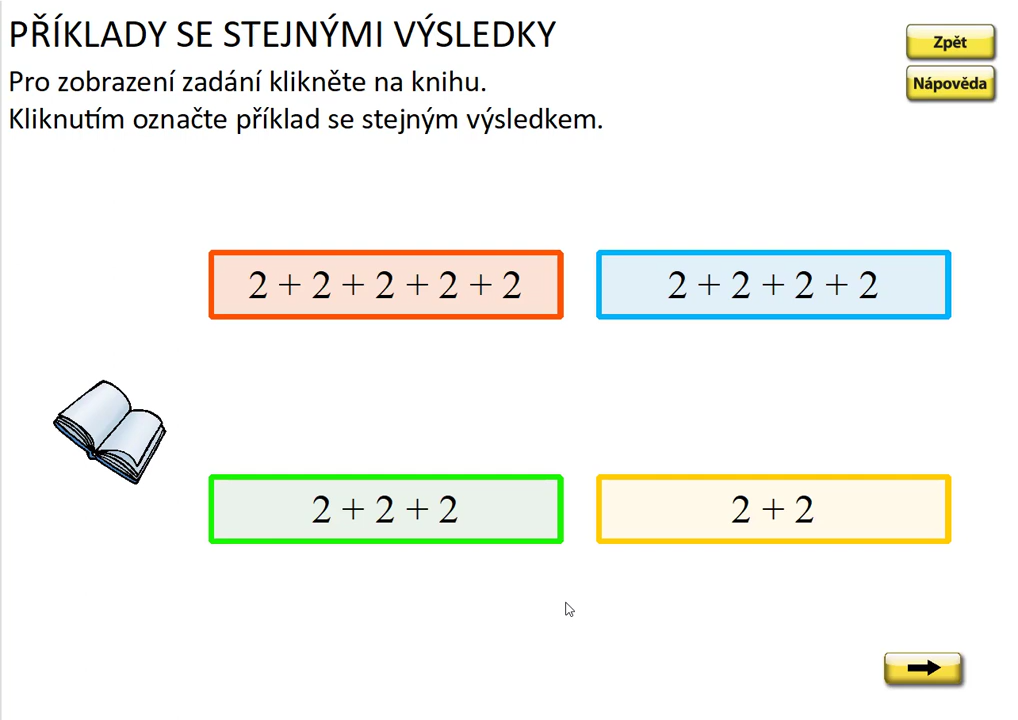 PŘÍKLADY SE STEJNÝMI VÝSLEDKY
Zpět
Pro zobrazení zadání klikněte na knihu.
Nápověda
Kliknutím označte příklad se stejným výsledkem.
2 + 2 + 2 + 2 + 2
2 + 2 + 2 + 2
2 + 2 + 2
2 + 2